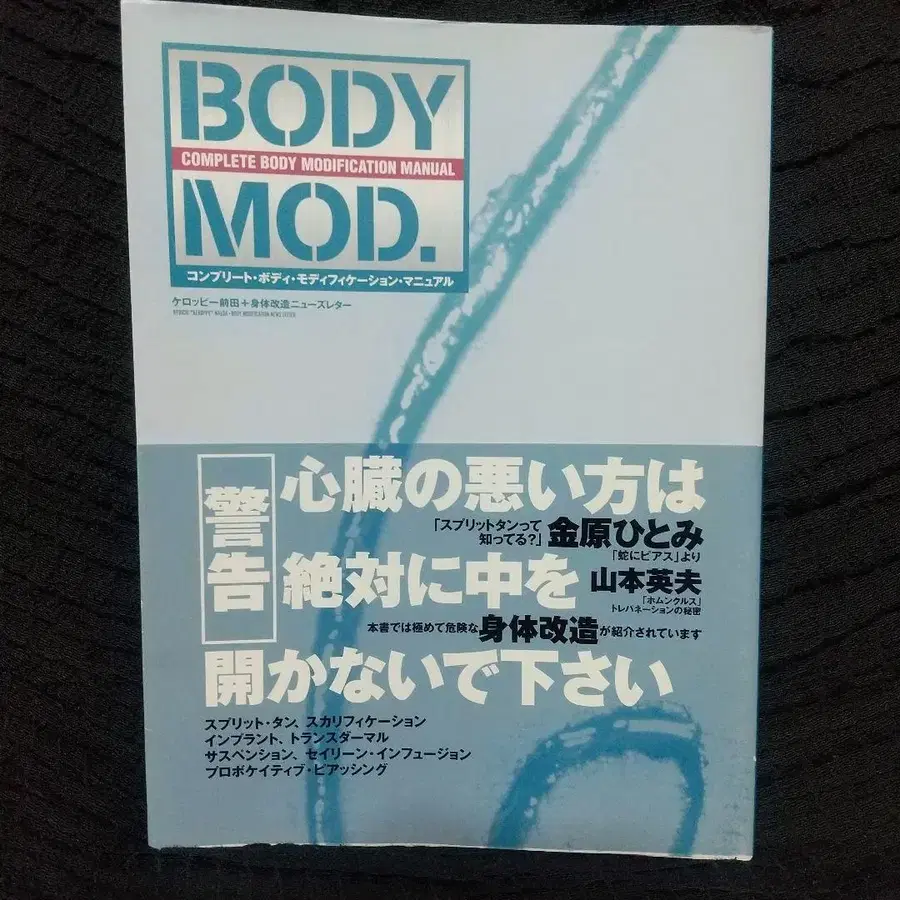 BODY
COMPLETE BODY MODIFICATION MANUAL
MOD.
コンプリート・ボディ・モディフィケーション・マニュアル
ケロッピー前田＋身体改造ニューズレター
RYOICHI "KEROPPY" MAEDA + BODY MODIFICATION NEWS LETTER
警告
心臓の悪い方は
「スプリットタンって
知ってる?」
金原ひとみ
「蛇にピアス」より
絶対に中を
山本英夫
「ホムンクルス」
トレパネーションの秘密
本書では極めて危険な身体改造が紹介されています
開かないで下さい
スプリット・タン、スカリフィケーション
インプラント、トランスダーマル
サスペンション、セイリーン・インフュージョン
プロボケイティブ・ピアッシング